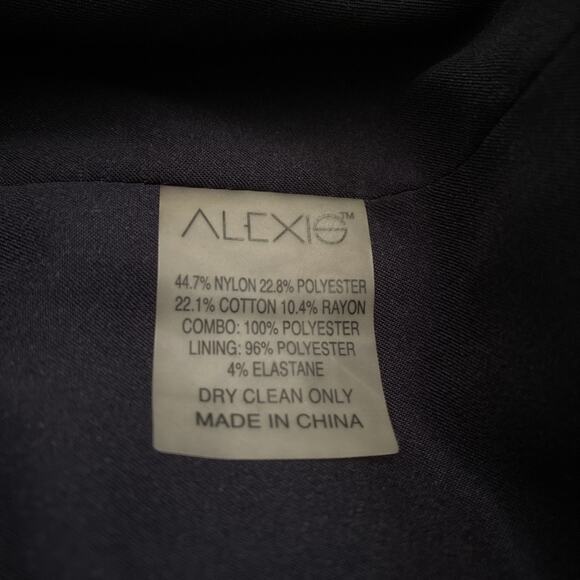 ALEXIS™
44.7% NYLON 22.8% POLYESTER
22.1% COTTON 10.4% RAYON
COMBO: 100% POLYESTER
LINING: 96% POLYESTER
4% ELASTANE
DRY CLEAN ONLY
MADE IN CHINA